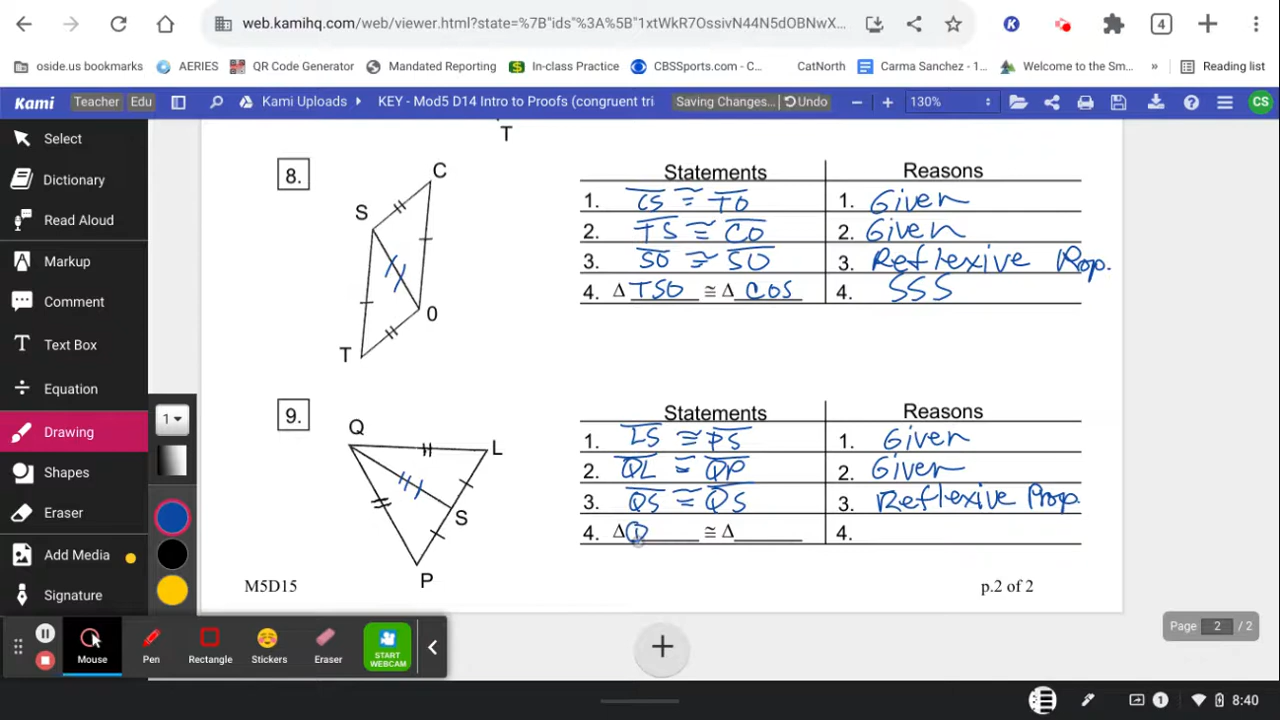 web.kamihq.com/web/viewer.html?state=%7B"ids"%3A%5B"1xtWkR7OssivN44N5dOBNwX...
4
oside.us bookmarks AERIES QR Code Generator Mandated Reporting In-class Practice CBSSports.com - C... CatNorth Carma Sanchez - 1... Welcome to the Sm... » Reading list
Kami Teacher Edu Kami Uploads KEY - Mod5 D14 Intro to Proofs (congruent tri Saving Changes... Undo 130% CS
Select
Dictionary
Read Aloud
Markup
Comment
Text Box
Equation
Drawing
1
Shapes
Eraser
Add Media
Signature
T
8.
C
S
O
T
Statements Reasons
1. CS ≅ TO 1. Given
2. TS ≅ CO 2. Given
3. SO ≅ SO 3. Reflexive Prop.
4. Δ TSO ≅ Δ COS 4. SSS
9.
Q
L
S
P
Statements Reasons
1. LS ≅ PS 1. Given
2. QL ≅ QP 2. Given
3. QS ≅ QS 3. Reflexive Prop.
4. Δ Q ≅ Δ 4.
M5D15 p.2 of 2
Page 2 / 2
Mouse Pen Rectangle Stickers Eraser START WEBCAM
1 8:40